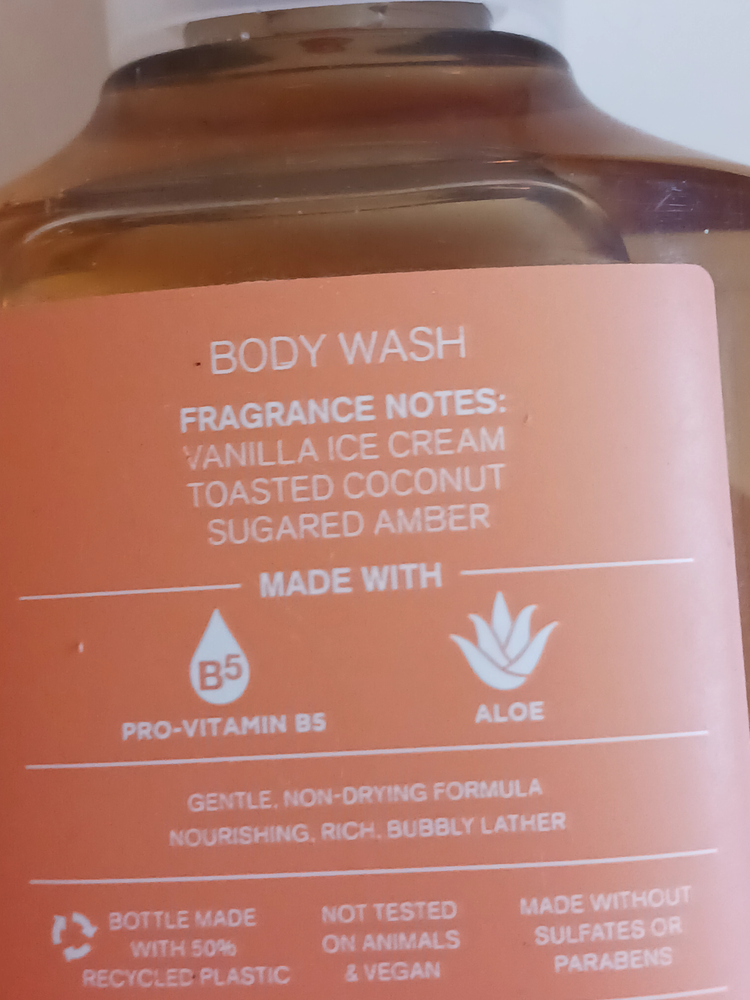 BODY WASH
FRAGRANCE NOTES:
VANILLA ICE CREAM
TOASTED COCONUT
SUGARED AMBER
MADE WITH
B5
PRO-VITAMIN B5
ALOE
GENTLE, NON-DRYING FORMULA
NOURISHING, RICH, BUBBLY LATHER
BOTTLE MADE
WITH 50%
RECYCLED PLASTIC
NOT TESTED
ON ANIMALS
& VEGAN
MADE WITHOUT
SULFATES OR
PARABENS